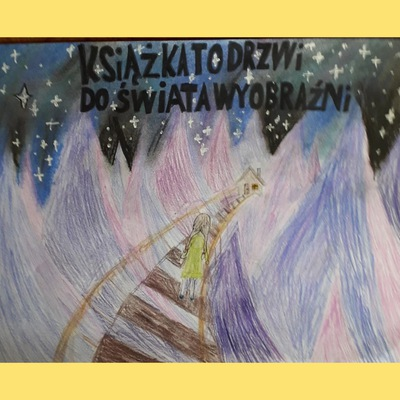 KSIĄŻKA TO DRZWI
DO ŚWIATA WYOBRAŹNI